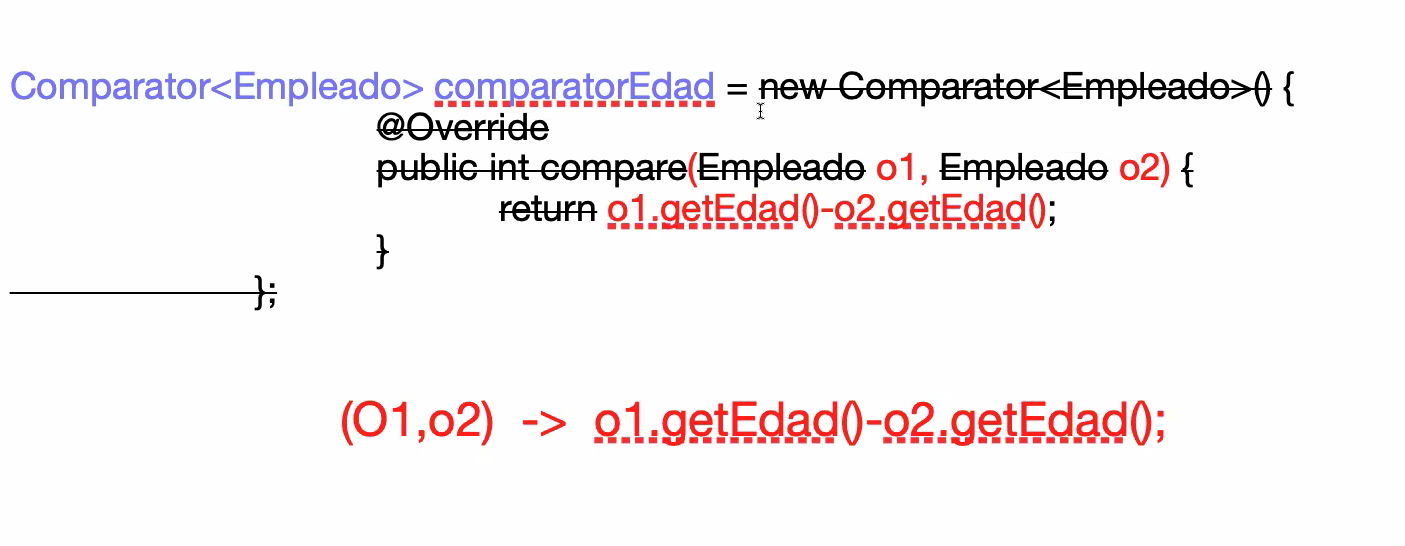 Comparator<Empleado> comparatorEdad = new Comparator<Empleado>() {
@Override
public int compare(Empleado o1, Empleado o2) {
return o1.getEdad()-o2.getEdad();
}
};
(O1,o2) -> o1.getEdad()-o2.getEdad();